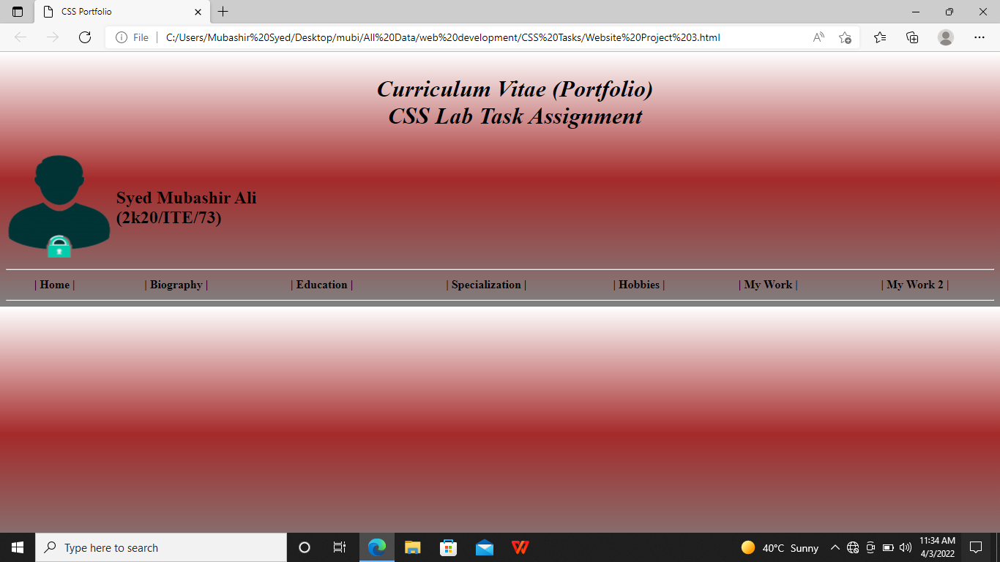 CSS Portfolio
File
C:/Users/Mubashir%20Syed/Desktop/mubi/All%20Data/web%20development/CSS%20Tasks/Website%20Project%203.html
Curriculum Vitae (Portfolio)
CSS Lab Task Assignment
Syed Mubashir Ali
(2k20/ITE/73)
| Home | | Biography | | Education | | Specialization | | Hobbies | | My Work | | My Work 2 |
Type here to search
40°C Sunny
11:34 AM
4/3/2022